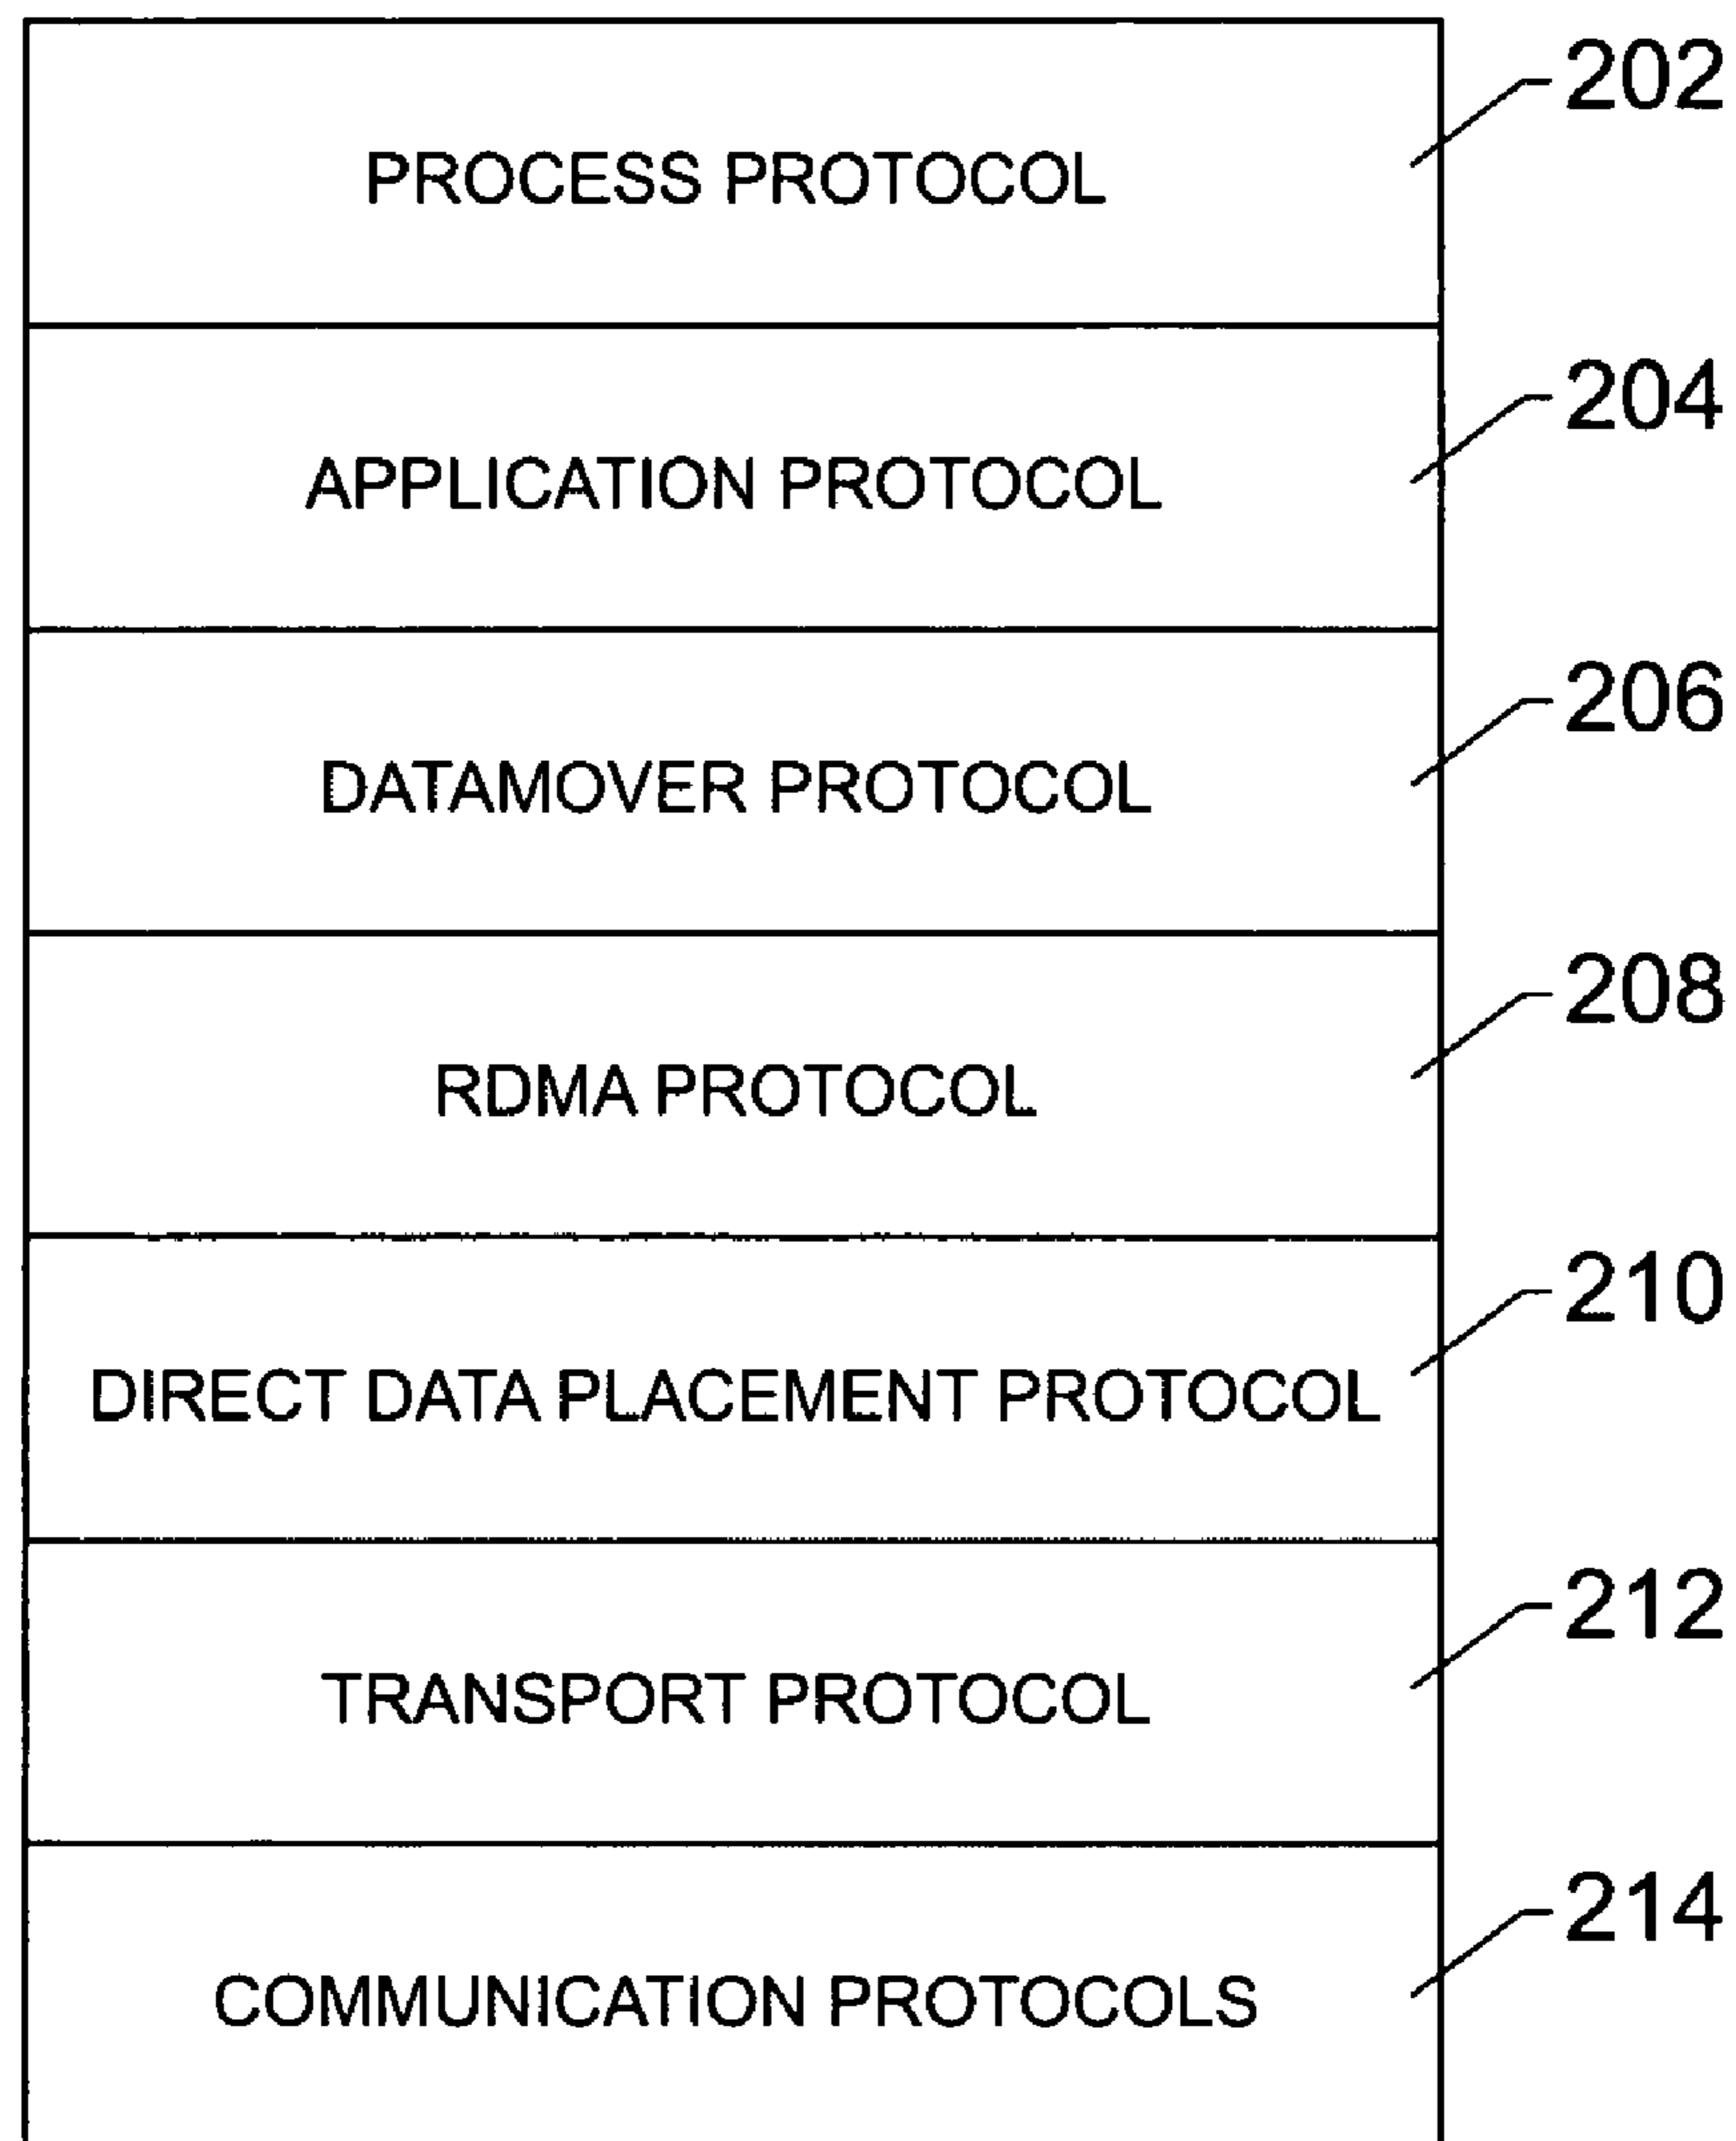 PROCESS PROTOCOL
202
APPLICATION PROTOCOL
204
DATAMOVER PROTOCOL
206
RDMA PROTOCOL
208
DIRECT DATA PLACEMENT PROTOCOL
210
TRANSPORT PROTOCOL
212
COMMUNICATION PROTOCOLS
214